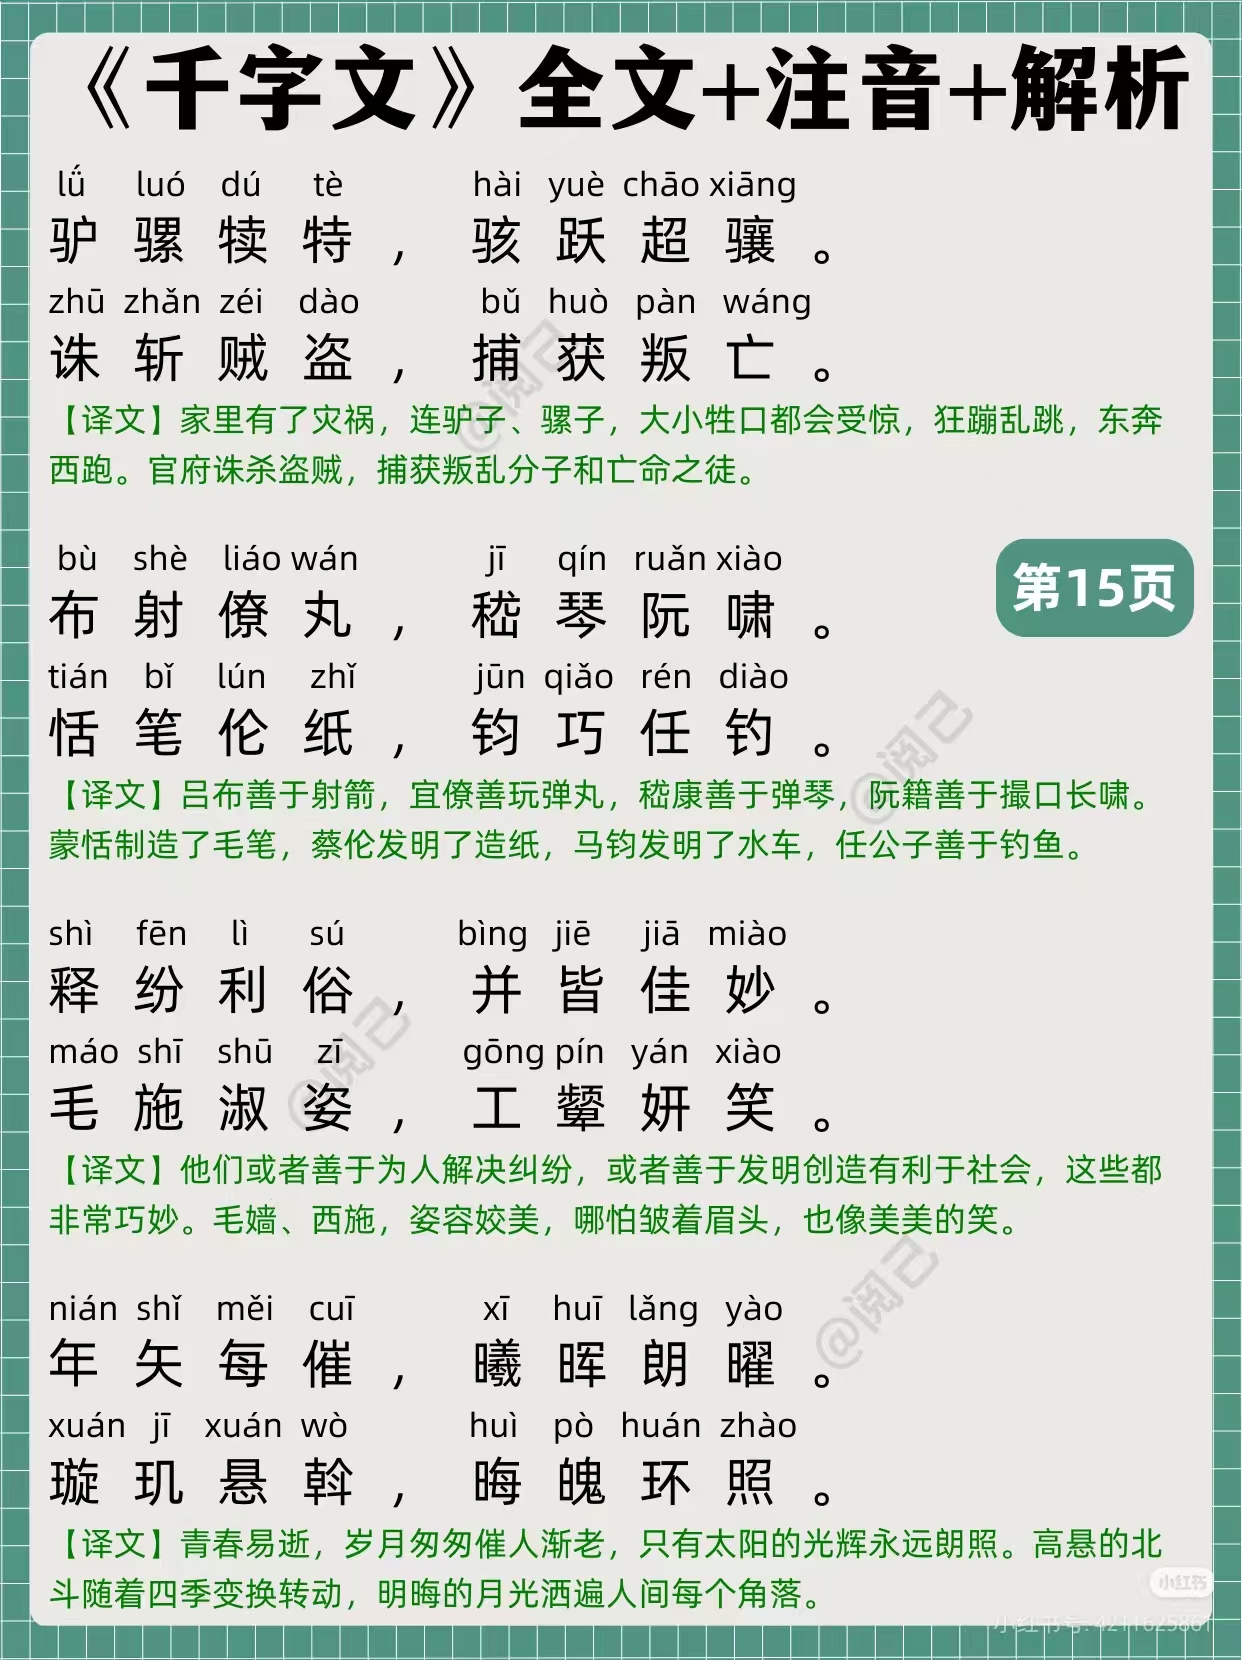 《千字文》全文+注音+解析
lǘ luó dú tè hài yuè chāo xiāng
驴骡犊特，骇跃超骧。
zhū zhǎn zéi dào bǔ huò pàn wáng
诛斩贼盗，捕获叛亡。
【译文】家里有了灾祸，连驴子、骡子，大小牲口都会受惊，狂蹦乱跳，东奔
西跑。官府诛杀盗贼，捕获叛乱分子和亡命之徒。
bù shè liáo wán jī qín ruǎn xiào
布射僚丸，嵇琴阮啸。
第15页
tián bǐ lún zhǐ jūn qiǎo rén diào
恬笔伦纸，钧巧任钓。
【译文】吕布善于射箭，宜僚善玩弹丸，嵇康善于弹琴，阮籍善于撮口长啸。
蒙恬制造了毛笔，蔡伦发明了造纸，马钧发明了水车，任公子善于钓鱼。
shì fēn lì sú bìng jiē jiā miào
释纷利俗，并皆佳妙。
máo shī shū zī gōng pín yán xiào
毛施淑姿，工颦妍笑。
【译文】他们或者善于为人解决纠纷，或者善于发明创造有利于社会，这些都
非常巧妙。毛嫱、西施，姿容姣美，哪怕皱着眉头，也像美美的笑。
nián shǐ měi cuī xī huī lǎng yào
年矢每催，曦晖朗曜。
xuán jī xuán wò huì pò huán zhào
璇玑悬斡，晦魄环照。
【译文】青春易逝，岁月匆匆催人渐老，只有太阳的光辉永远朗照。高悬的北
斗随着四季变换转动，明晦的月光洒遍人间每个角落。
@阅己
@阅己
@阅己
@阅己
小红书
小红书号: 4211625861